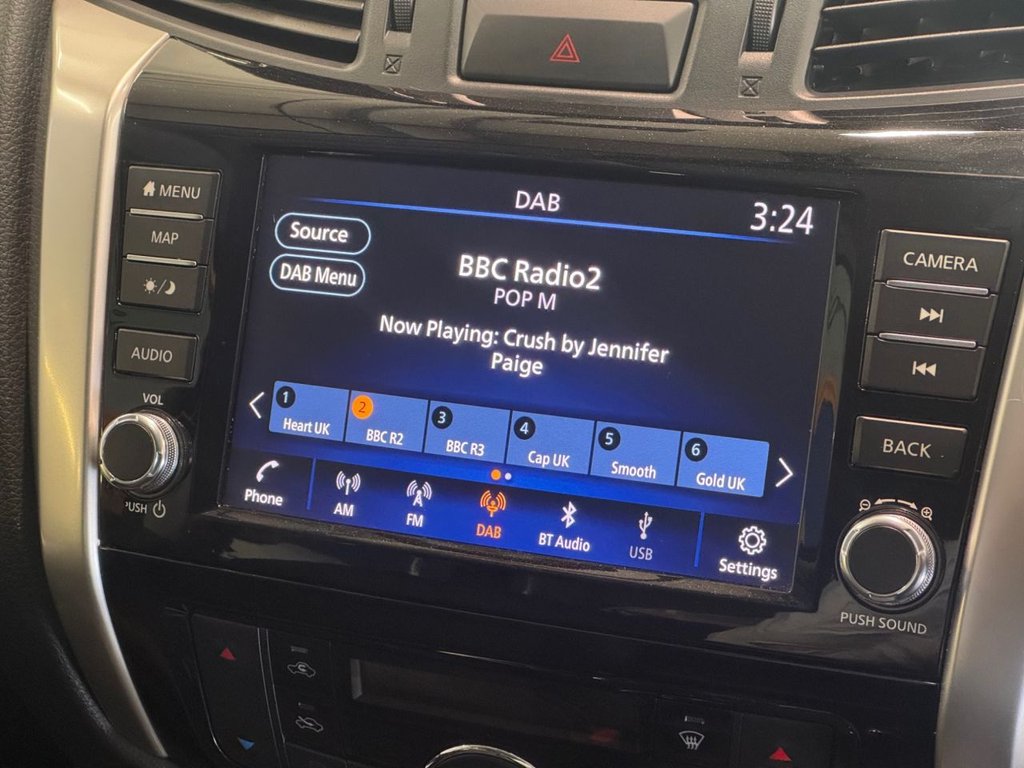 MENU
MAP
AUDIO
VOL
PUSH
DAB
3:24
Source
DAB Menu
BBC Radio2
POP M
Now Playing: Crush by Jennifer
Paige
1
Heart UK
2
BBC R2
3
BBC R3
4
Cap UK
5
Smooth
6
Gold UK
Phone
AM
FM
DAB
BT Audio
USB
Settings
CAMERA
BACK
PUSH SOUND